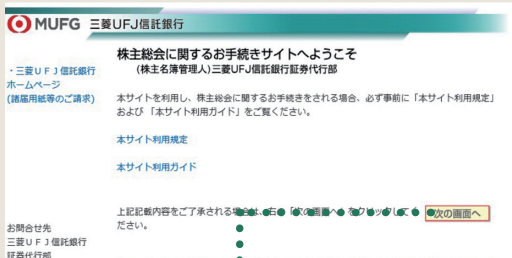 MUFG 三菱UFJ信託銀行
株主総会に関するお手続きサイトへようこそ
(株主名簿管理人)三菱UFJ信託銀行証券代行部
・三菱UFJ信託銀行
ホームページ
(諸届用紙等のご請求)
本サイトを利用し、株主総会に関するお手続きをされる場合、必ず事前に「本サイト利用規定」
および 「本サイト利用ガイド」をご覧ください。
本サイト利用規定
本サイト利用ガイド
上記記載内容をご了承される場合は、右の「次の画面へ」をクリックして
ださい。
次の画面へ
お問合せ先
三菱UFJ信託銀行
証券代行部